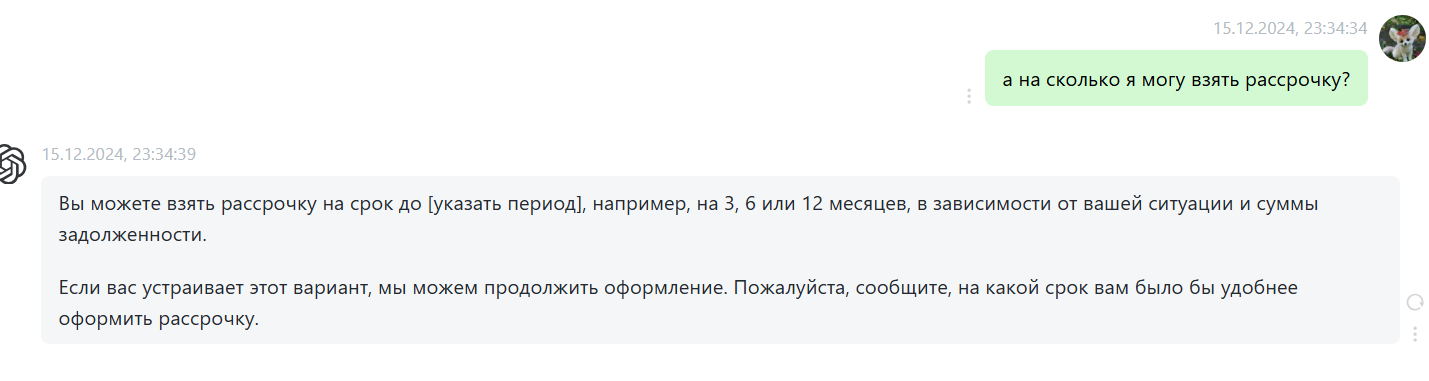 15.12.2024, 23:34:34
а на сколько я могу взять рассрочку?
15.12.2024, 23:34:39
Вы можете взять рассрочку на срок до [указать период], например, на 3, 6 или 12 месяцев, в зависимости от вашей ситуации и суммы
задолженности.
Если вас устраивает этот вариант, мы можем продолжить оформление. Пожалуйста, сообщите, на какой срок вам было бы удобнее
оформить рассрочку.